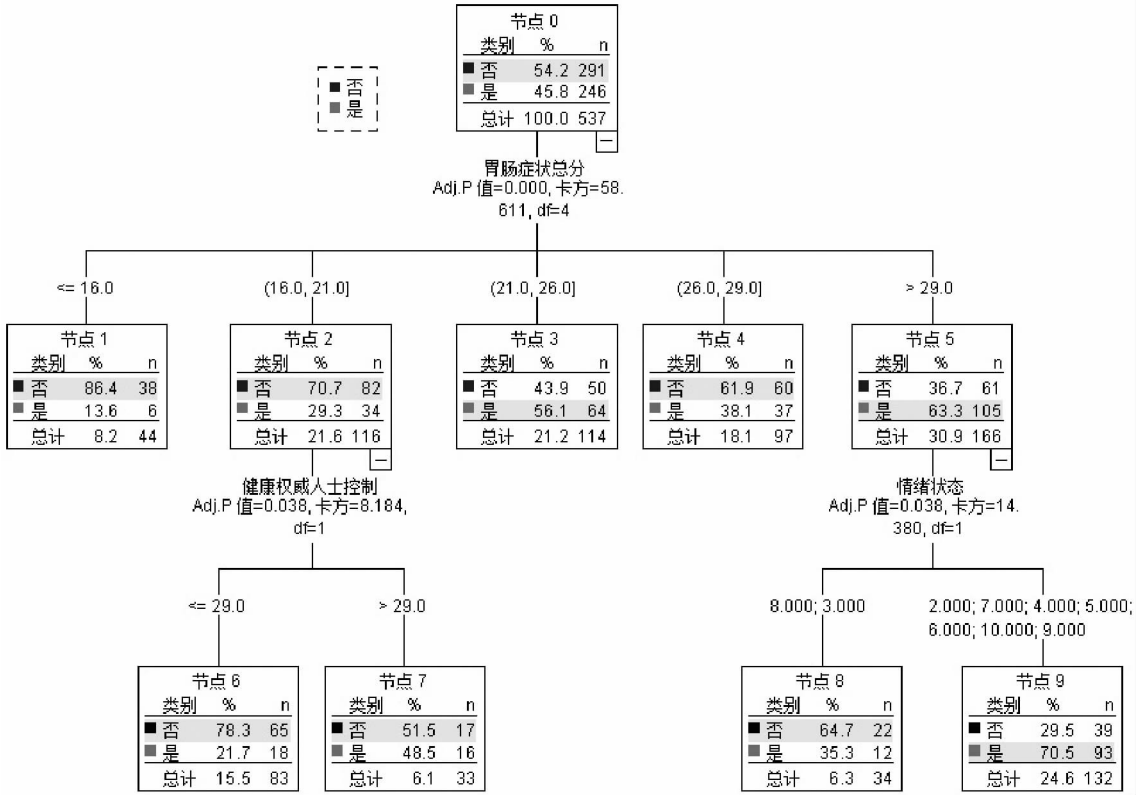 节点 0
类别 % n
否 54.2 291
是 45.8 246
总计 100.0 537
否
是
胃肠症状总分
Adj.P 值=0.000, 卡方=58.
611, df=4
<= 16.0
(16.0, 21.0]
(21.0, 26.0]
(26.0, 29.0]
> 29.0
节点 1
类别 % n
否 86.4 38
是 13.6 6
总计 8.2 44
节点 2
类别 % n
否 70.7 82
是 29.3 34
总计 21.6 116
节点 3
类别 % n
否 43.9 50
是 56.1 64
总计 21.2 114
节点 4
类别 % n
否 61.9 60
是 38.1 37
总计 18.1 97
节点 5
类别 % n
否 36.7 61
是 63.3 105
总计 30.9 166
健康权威人士控制
Adj.P 值=0.038, 卡方=8.184,
df=1
情绪状态
Adj.P 值=0.038, 卡方=14.
380, df=1
<= 29.0
> 29.0
8.000; 3.000
2.000; 7.000; 4.000; 5.000;
6.000; 10.000; 9.000
节点 6
类别 % n
否 78.3 65
是 21.7 18
总计 15.5 83
节点 7
类别 % n
否 51.5 17
是 48.5 16
总计 6.1 33
节点 8
类别 % n
否 64.7 22
是 35.3 12
总计 6.3 34
节点 9
类别 % n
否 29.5 39
是 70.5 93
总计 24.6 132